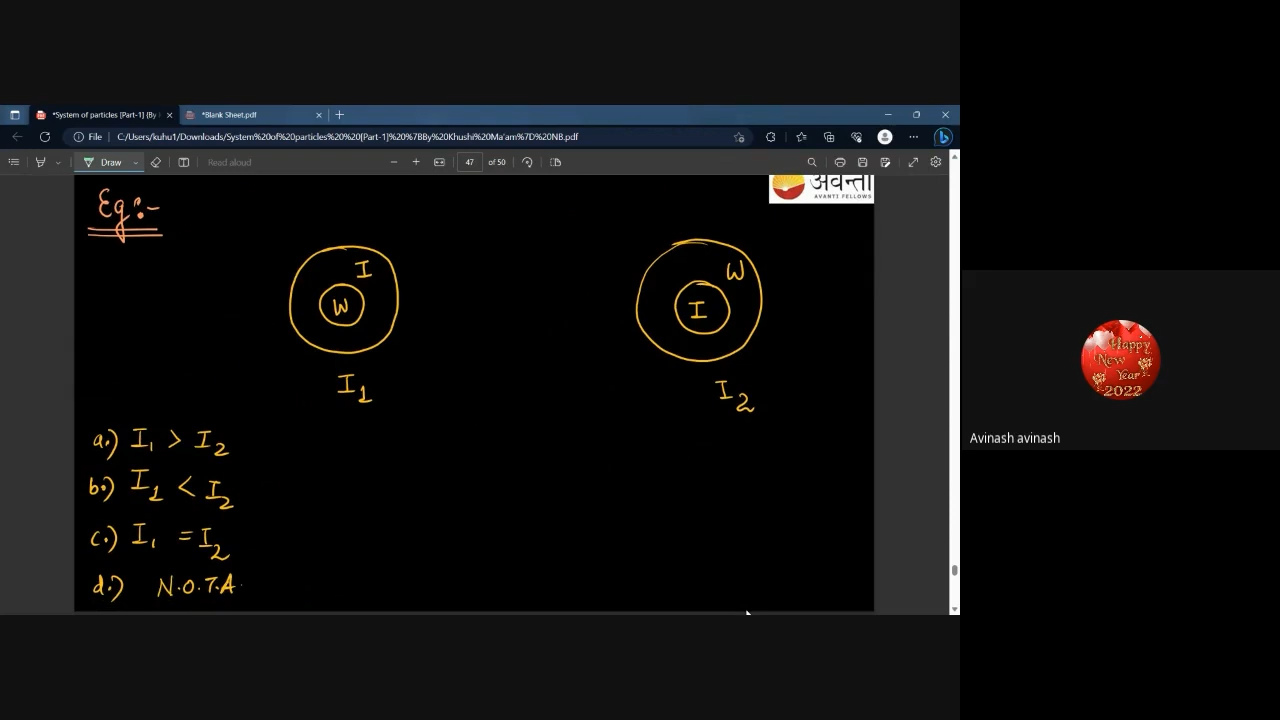 *System of particles [Part-1] (By
*Blank Sheet.pdf
File C:/Users/kuhu1/Downloads/System%20of%20particles%20%20[Part-1]%20%7BBy%20Khushi%20Ma'am%7D%20NB.pdf
Draw Read aloud 47 of 50
अवन्ती
AVANTI FELLOWS
Eg:-
I
W
W
I
I1
I2
a.) I1 > I2
b.) I1 < I2
c.) I1 = I2
d.) N.O.T.A.
Happy
New
Year
2022
Avinash avinash